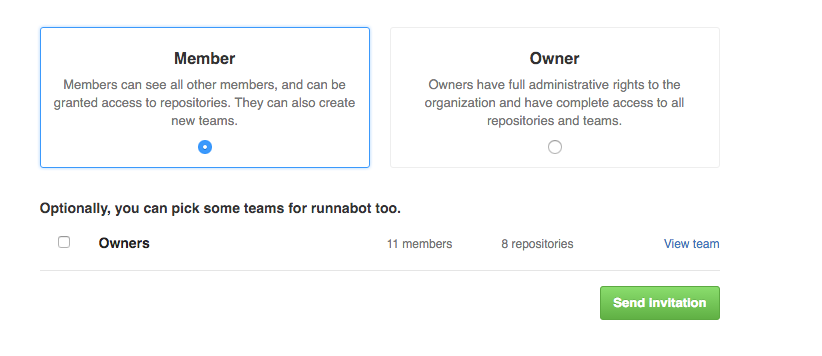 Member
Members can see all other members, and can be
granted access to repositories. They can also create
new teams.
Owner
Owners have full administrative rights to the
organization and have complete access to all
repositories and teams.
Optionally, you can pick some teams for runnabot too.
Owners 11 members 8 repositories View team
Send invitation